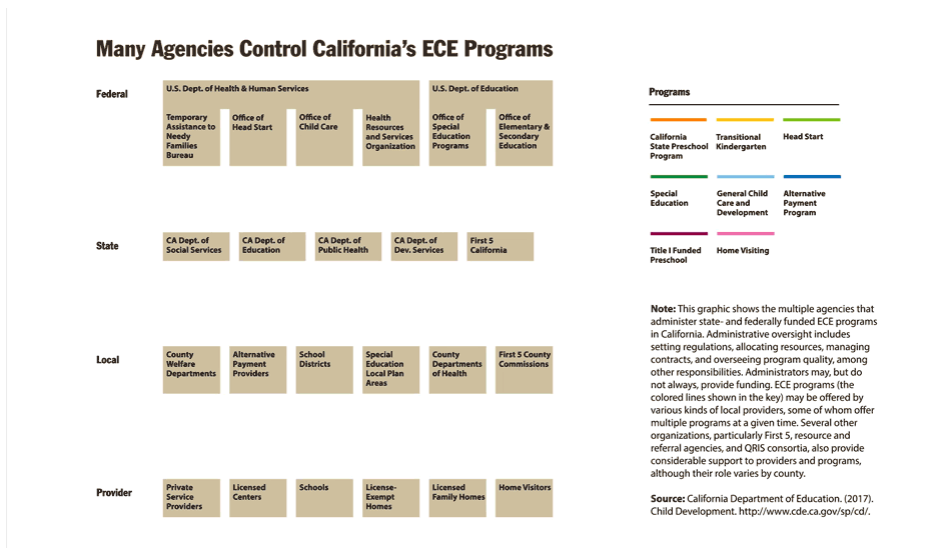 Many Agencies Control California's ECE Programs
Federal
U.S. Dept. of Health & Human Services
U.S. Dept. of Education
Temporary
Assistance to
Needy
Families
Bureau
Office of
Head Start
Office of
Child Care
Health
Resources
and Services
Organization
Office of
Special
Education
Programs
Office of
Elementary &
Secondary
Education
State
CA Dept. of
Social Services
CA Dept. of
Education
CA Dept. of
Public Health
CA Dept. of
Dev. Services
First 5
California
Local
County
Welfare
Departments
Alternative
Payment
Providers
School
Districts
Special
Education
Local Plan
Areas
County
Departments
of Health
First 5 County
Commissions
Provider
Private
Service
Providers
Licensed
Centers
Schools
License-
Exempt
Homes
Licensed
Family Homes
Home Visitors
Programs
California
State Preschool
Program
Transitional
Kindergarten
Head Start
Special
Education
General Child
Care and
Development
Alternative
Payment
Program
Title I Funded
Preschool
Home Visiting
Note: This graphic shows the multiple agencies that
administer state- and federally funded ECE programs
in California. Administrative oversight includes
setting regulations, allocating resources, managing
contracts, and overseeing program quality, among
other responsibilities. Administrators may, but do
not always, provide funding. ECE programs (the
colored lines shown in the key) may be offered by
various kinds of local providers, some of whom offer
multiple programs at a given time. Several other
organizations, particularly First 5, resource and
referral agencies, and QRIS consortia, also provide
considerable support to providers and programs,
although their role varies by county.
Source: California Department of Education. (2017).
Child Development. http://www.cde.ca.gov/sp/cd/.